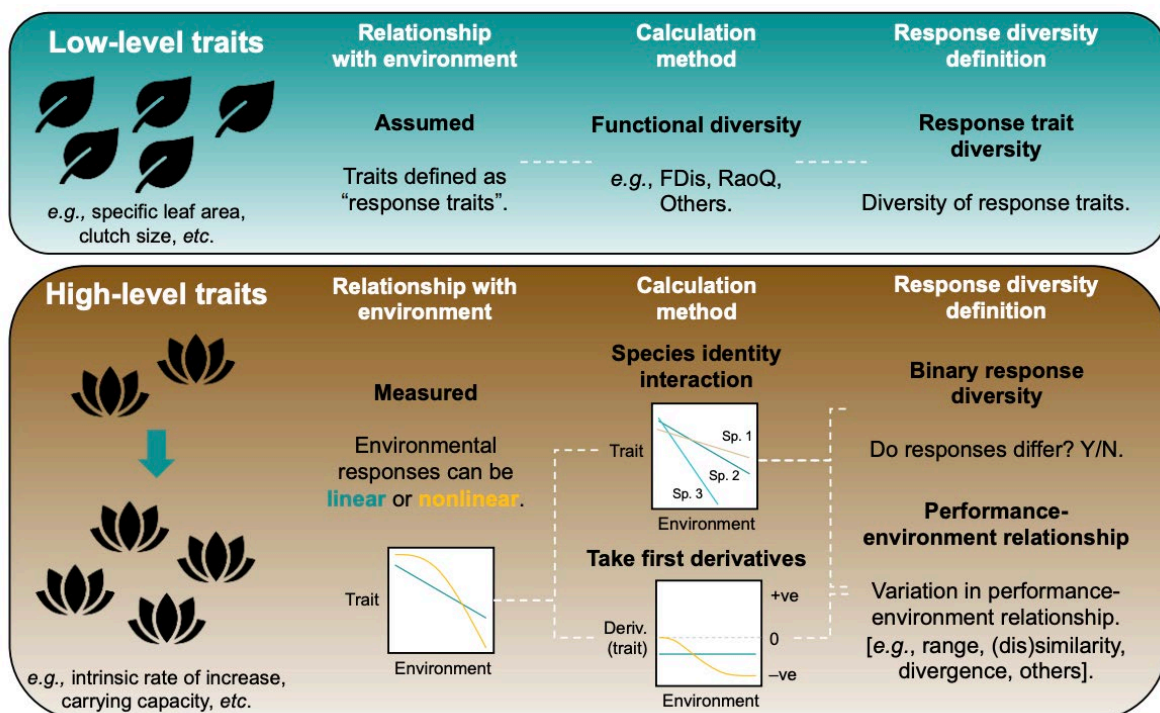 Low-level traits
e.g., specific leaf area,
clutch size, etc.
Relationship
with environment
Assumed
Traits defined as
“response traits”.
Calculation
method
Functional diversity
e.g., FDis, RaoQ,
Others.
Response diversity
definition
Response trait
diversity
Diversity of response traits.
High-level traits
e.g., intrinsic rate of increase,
carrying capacity, etc.
Relationship with
environment
Measured
Environmental
responses can be
linear or nonlinear.
Trait
Environment
Calculation
method
Species identity
interaction
Trait
Sp. 1
Sp. 2
Sp. 3
Environment
Take first derivatives
Deriv.
(trait)
+ve
0
–ve
Environment
Response diversity
definition
Binary response
diversity
Do responses differ? Y/N.
Performance-
environment relationship
Variation in performance-
environment relationship.
[e.g., range, (dis)similarity,
divergence, others].